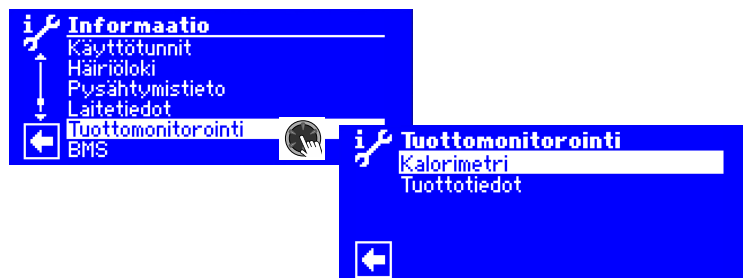 Informaatio
Käyttötunnit
Häiriöloki
Pysähtymistieto
Laitetiedot
Tuottomonitorointi
BMS
Tuottomonitorointi
Kalorimetri
Tuottotiedot